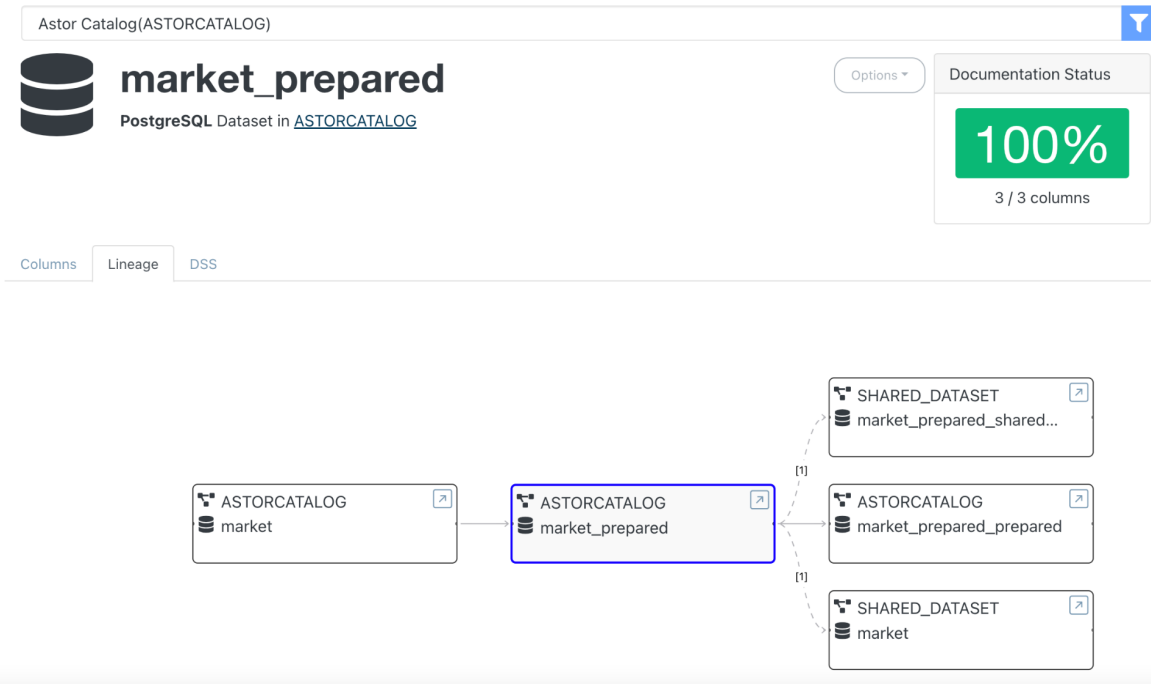 Astor Catalog(ASTORCATALOG)
market_prepared
PostgreSQL Dataset in ASTORCATALOG
Options
Documentation Status
100%
3 / 3 columns
Columns
Lineage
DSS
SHARED_DATASET
market_prepared_shared...
[1]
ASTORCATALOG
market
ASTORCATALOG
market_prepared
ASTORCATALOG
market_prepared_prepared
[1]
SHARED_DATASET
market